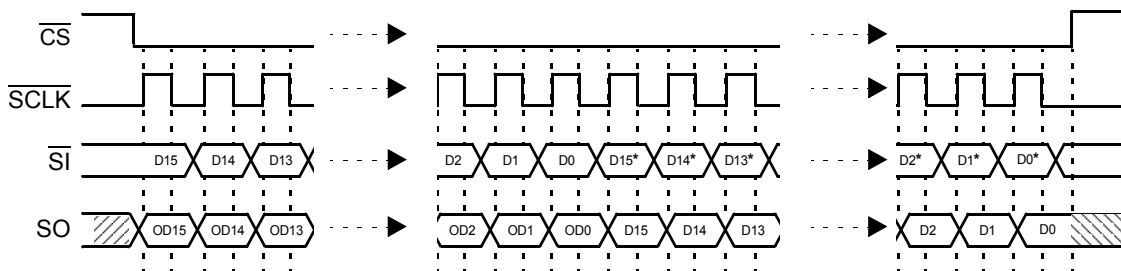 CS
SCLK
SI D15 D14 D13 D2 D1 D0 D15* D14* D13* D2* D1* D0*
SO OD15 OD14 OD13 OD2 OD1 OD0 D15 D14 D13 D2 D1 D0